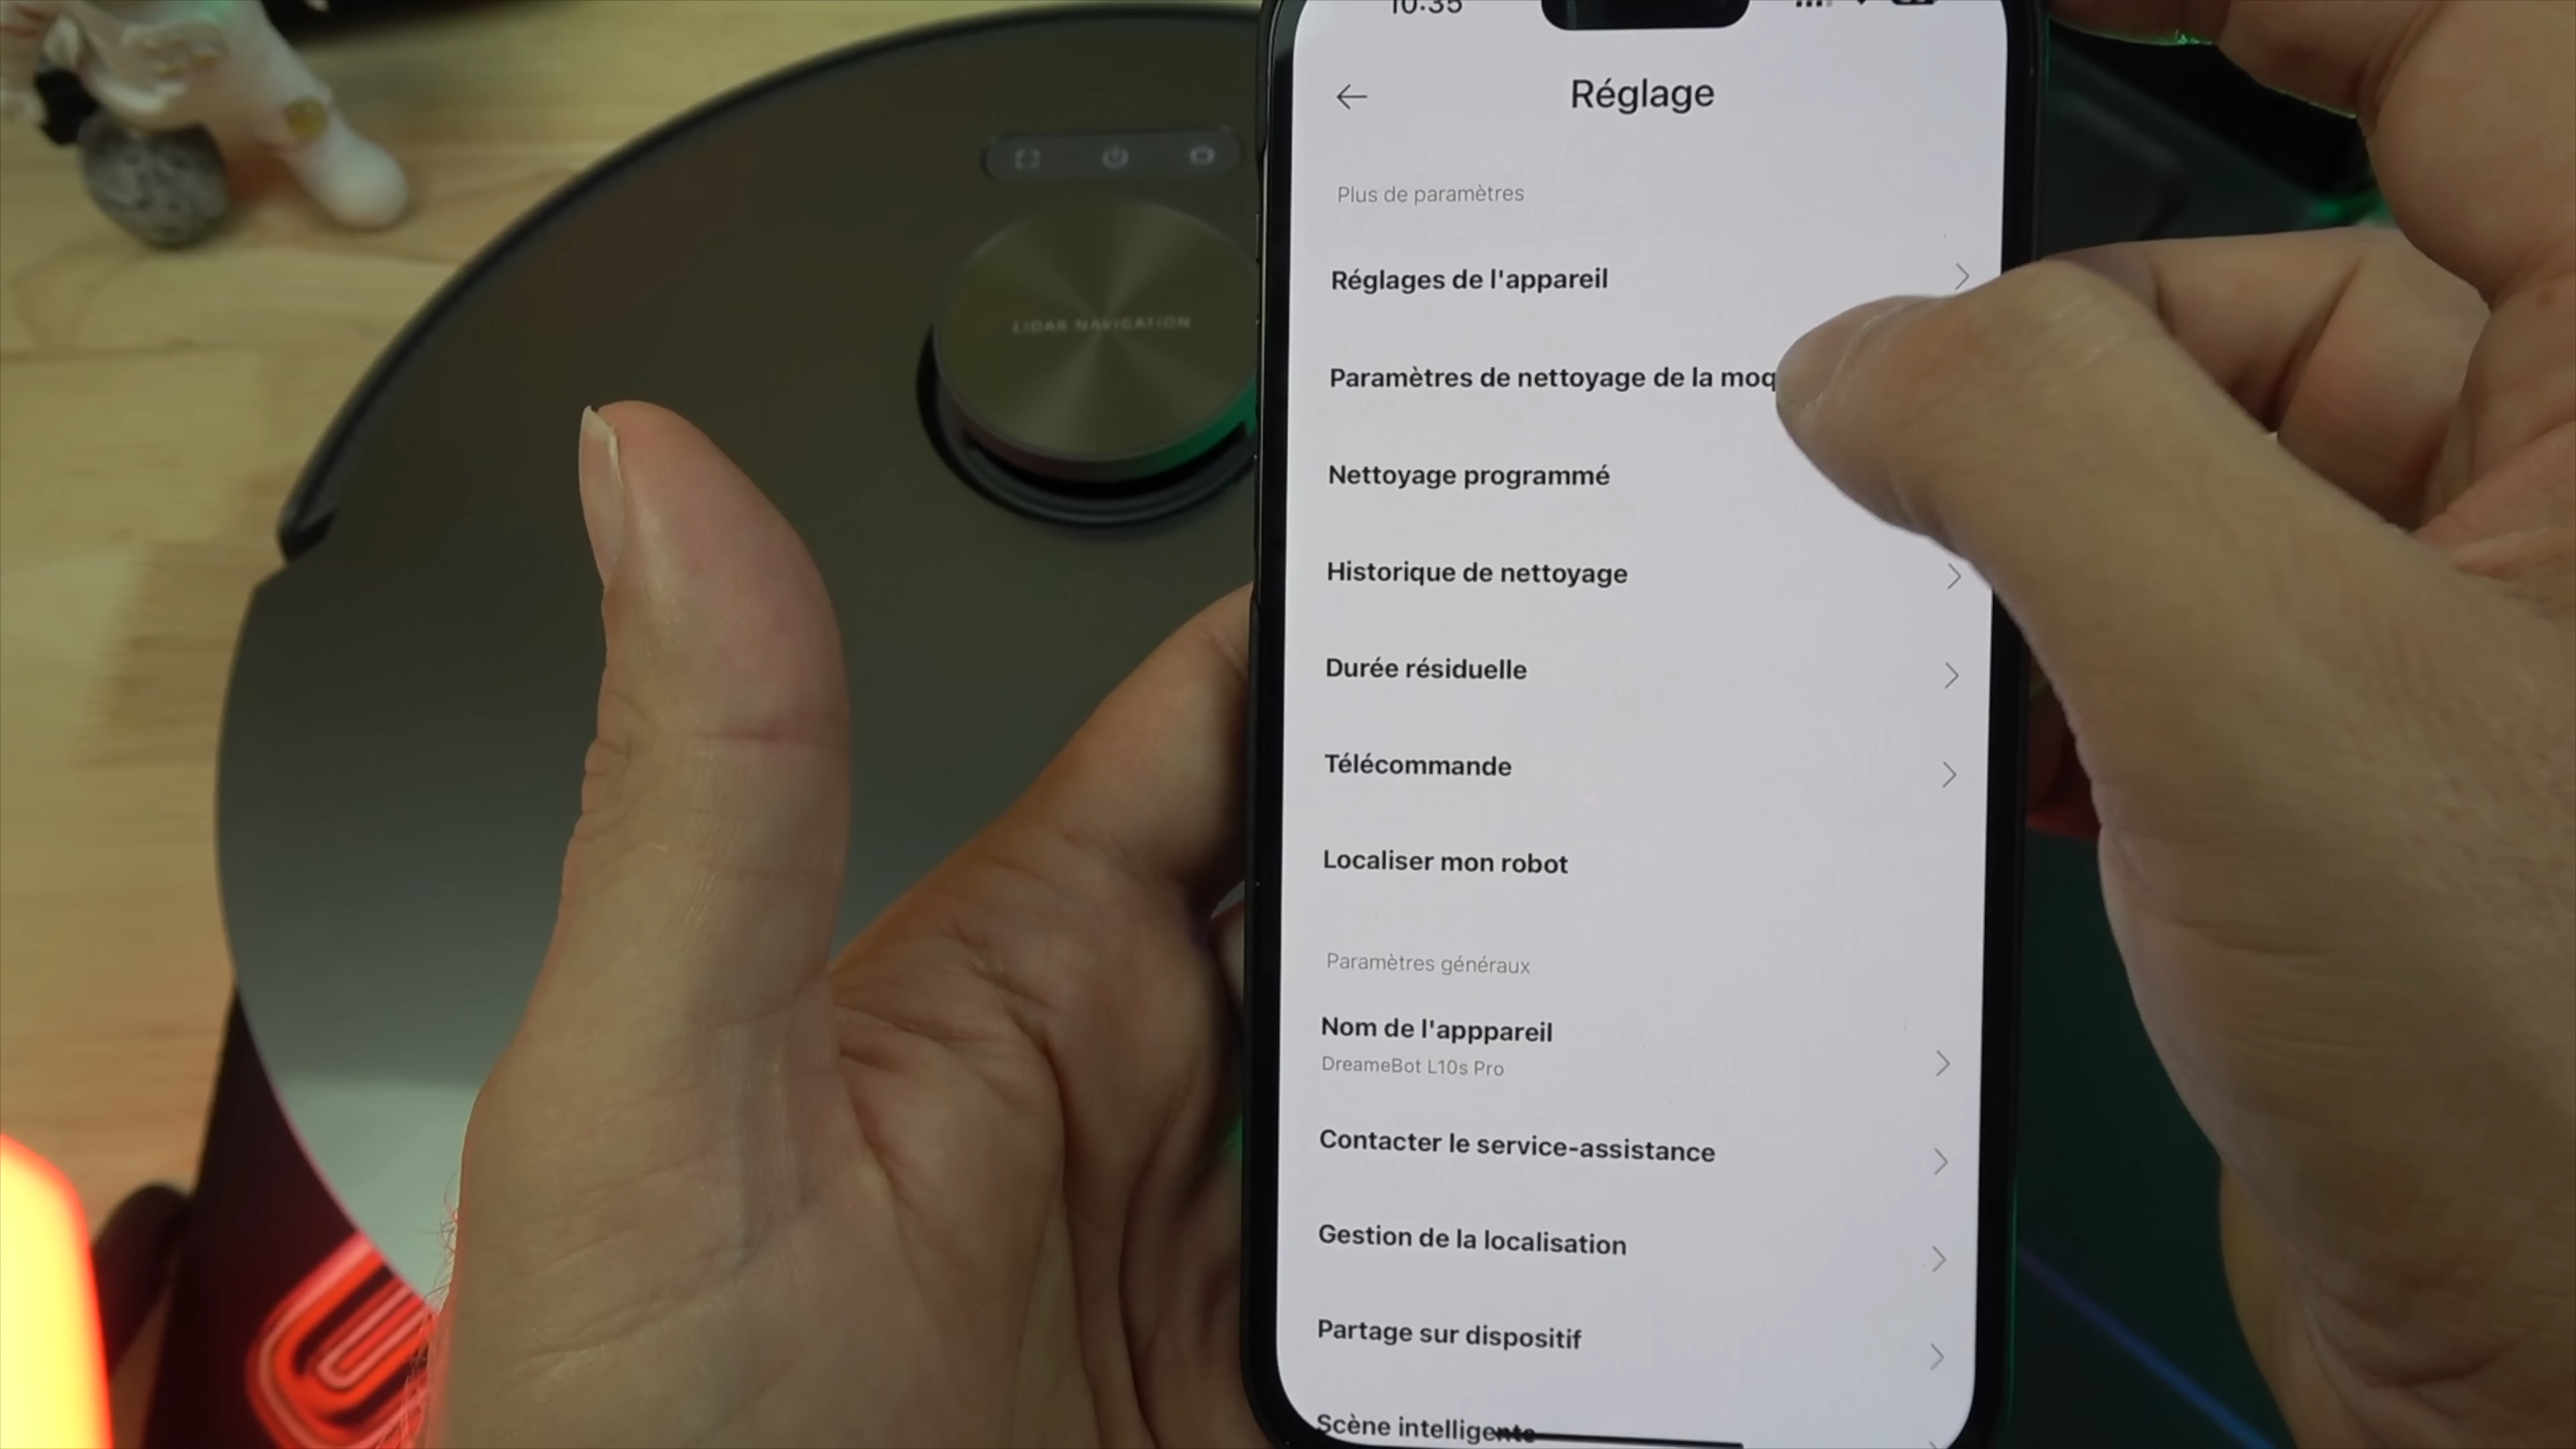 10:35
Réglage
Plus de paramètres
Réglages de l'appareil
Paramètres de nettoyage de la moq
Nettoyage programmé
Historique de nettoyage
Durée résiduelle
Télécommande
Localiser mon robot
Paramètres généraux
Nom de l'apppareil
DreameBot L10s Pro
Contacter le service-assistance
Gestion de la localisation
Partage sur dispositif
Scène intelligente
LIDAR NAVIGATION